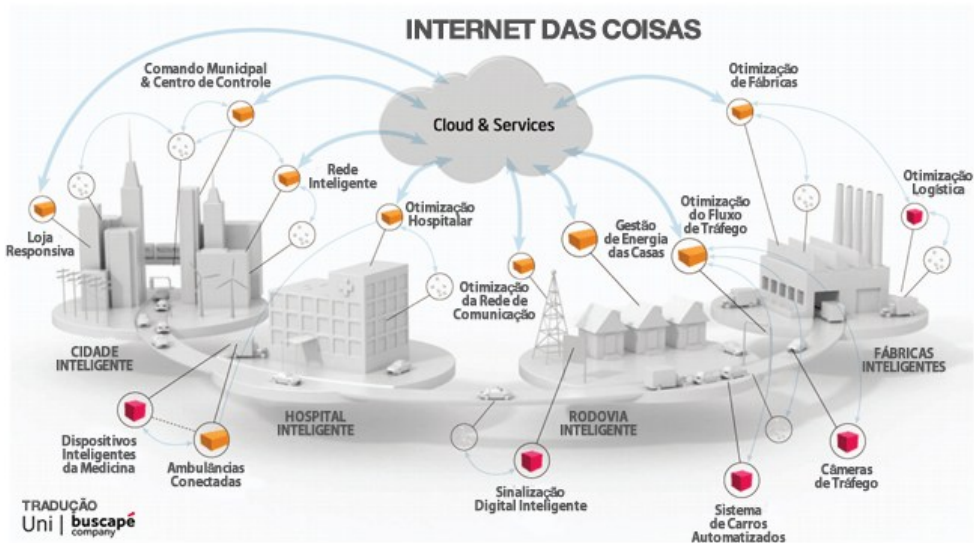 INTERNET DAS COISAS
Comando Municipal
& Centro de Controle
Otimização
de Fábricas
Cloud & Services
Rede
Inteligente
Otimização
Hospitalar
Otimização
Logística
Loja
Responsiva
Gestão
de Energia
das Casas
Otimização
do Fluxo
de Tráfego
Otimização
da Rede de
Comunicação
CIDADE
INTELIGENTE
HOSPITAL
INTELIGENTE
RODOVIA
INTELIGENTE
FÁBRICAS
INTELIGENTES
Dispositivos
Inteligentes
da Medicina
Ambulâncias
Conectadas
Sinalização
Digital Inteligente
Sistema
de Carros
Automatizados
Câmeras
de Tráfego
TRADUÇÃO
Uni | buscapé
company